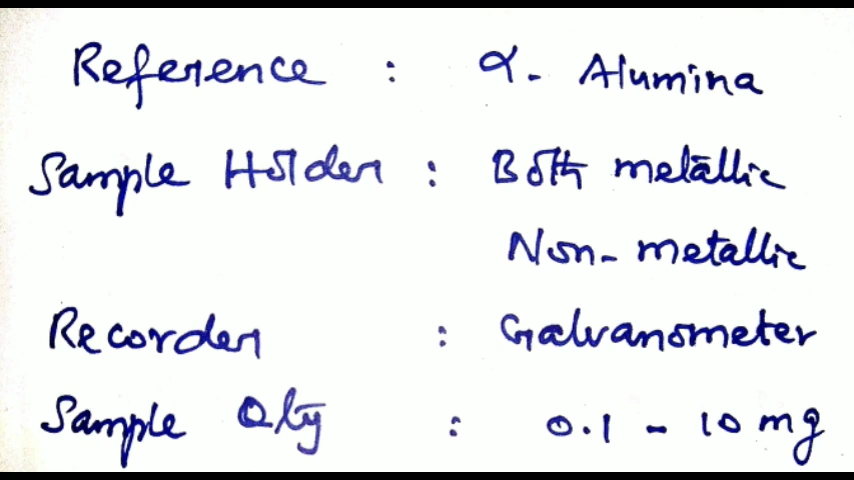 Reference : α- Alumina
Sample Holder : Both metallic
Non-metallic
Recorder : Galvanometer
Sample Qty : 0.1 - 10 mg